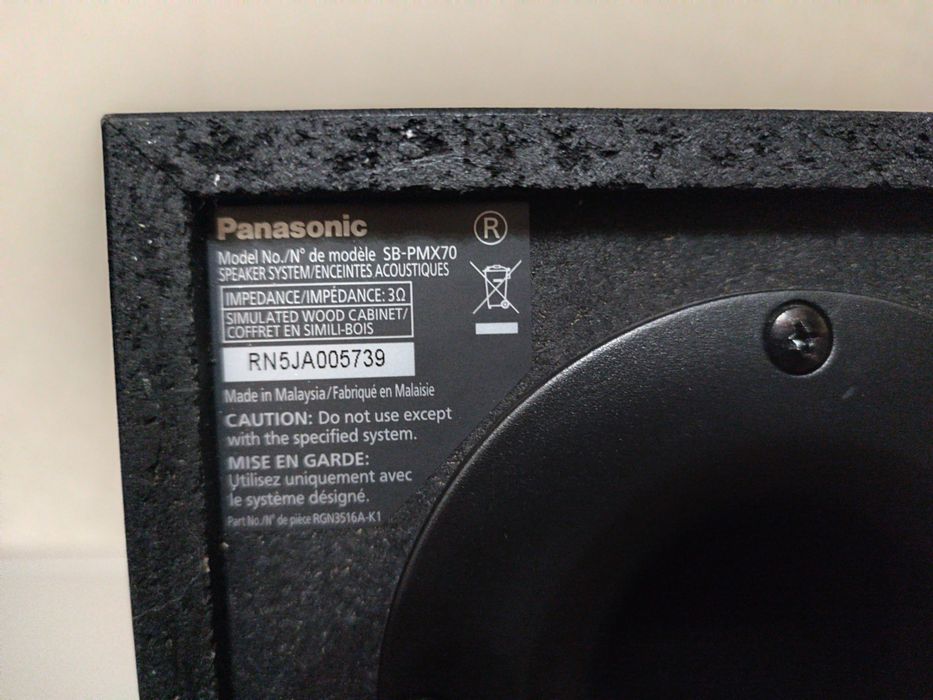 Panasonic
®
Model No./N° de modèle SB-PMX70
SPEAKER SYSTEM/ENCEINTES ACOUSTIQUES
IMPEDANCE/IMPÉDANCE: 3Ω
SIMULATED WOOD CABINET/
COFFRET EN SIMILI-BOIS
RN5JA005739
Made in Malaysia/Fabriqué en Malaisie
CAUTION: Do not use except
with the specified system.
MISE EN GARDE:
Utilisez uniquement avec
le système désigné.
Part No./N° de pièce RGN3516A-K1